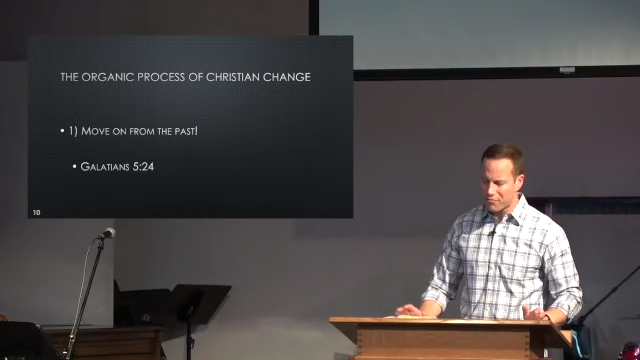 THE ORGANIC PROCESS OF CHRISTIAN CHANGE
• 1) MOVE ON FROM THE PAST!
• GALATIANS 5:24
10